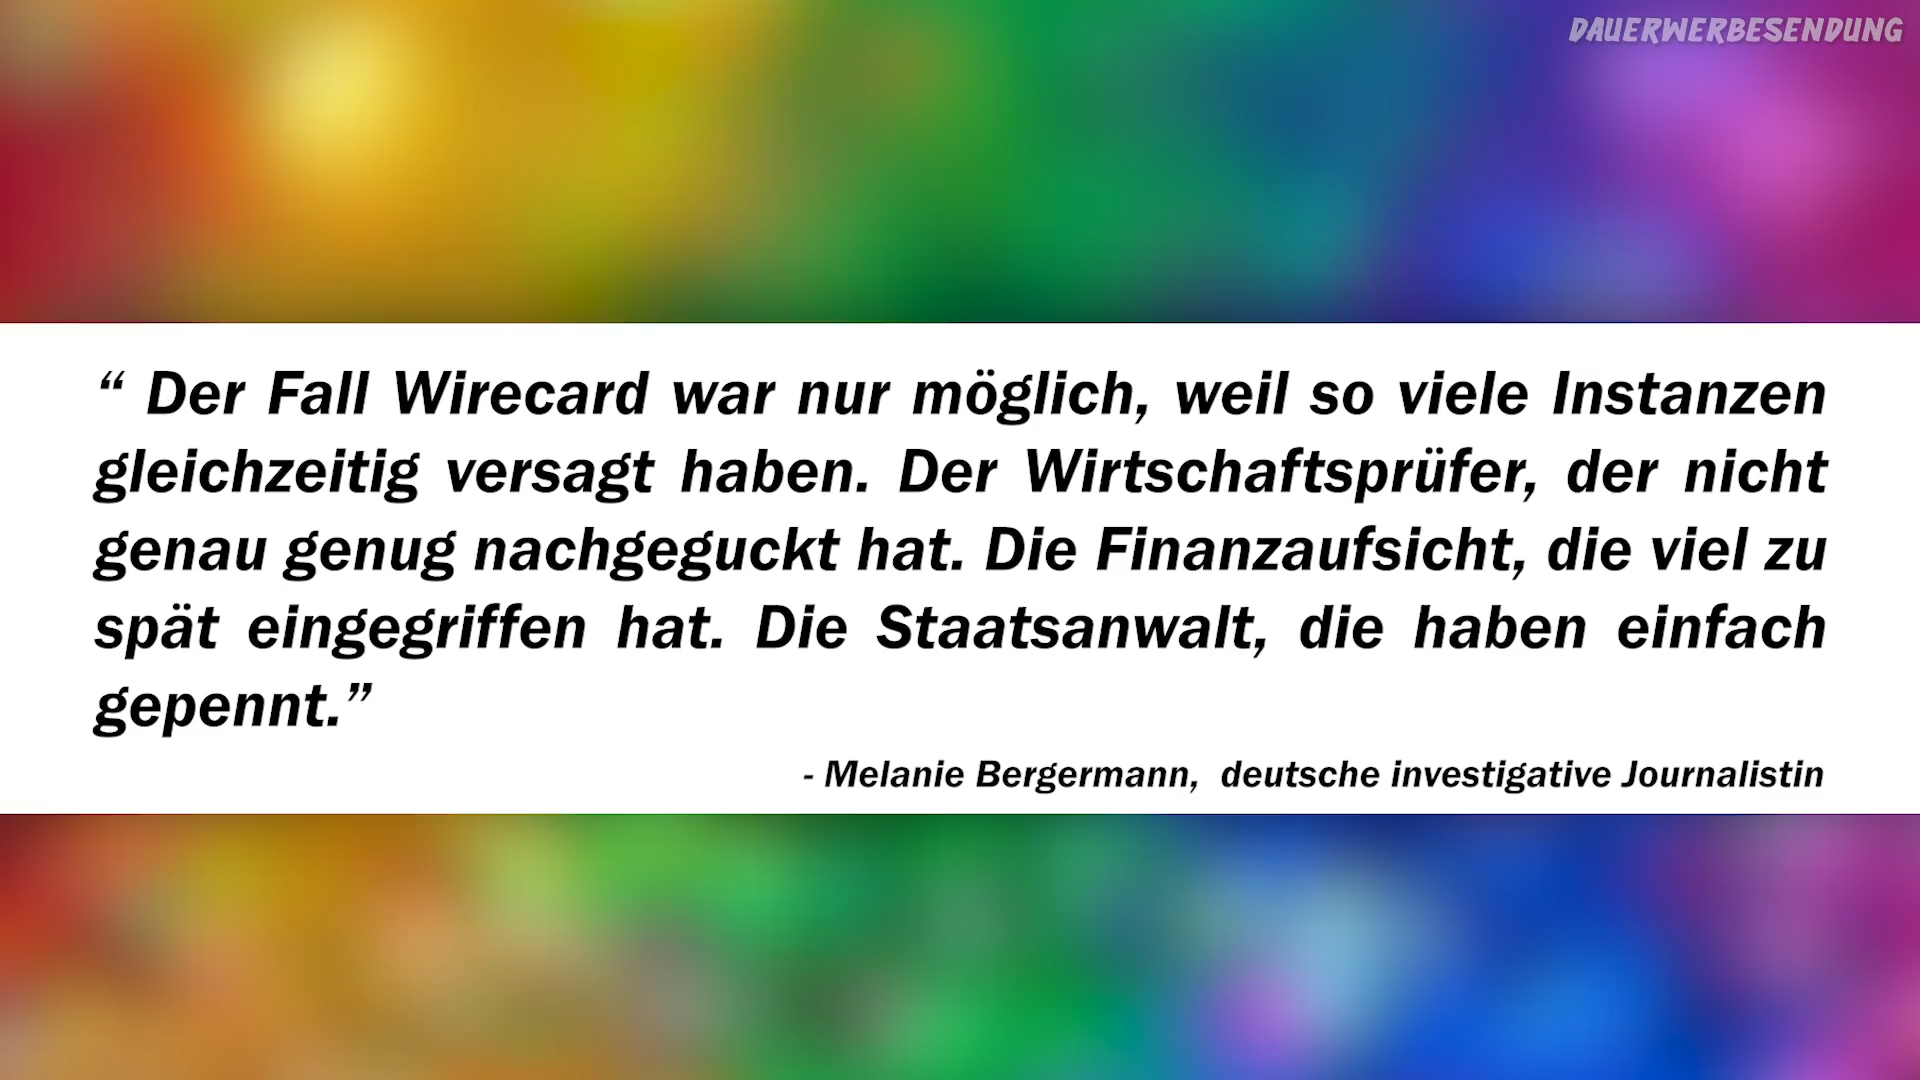 DAUERWERBESENDUNG
“ Der Fall Wirecard war nur möglich, weil so viele Instanzen
gleichzeitig versagt haben. Der Wirtschaftsprüfer, der nicht
genau genug nachgeguckt hat. Die Finanzaufsicht, die viel zu
spät eingegriffen hat. Die Staatsanwalt, die haben einfach
gepennt.”
- Melanie Bergermann, deutsche investigative Journalistin